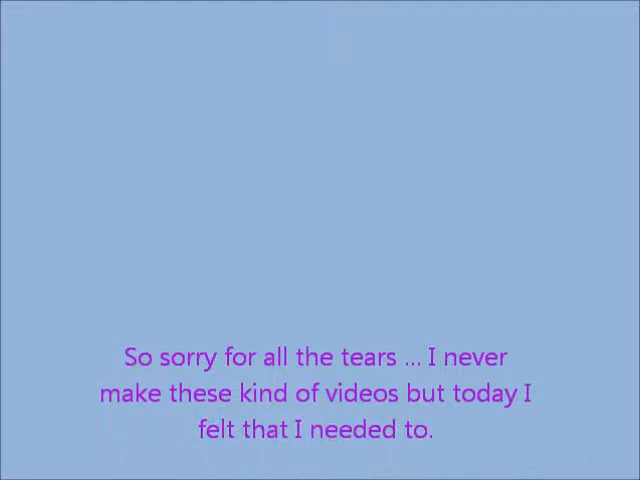 So sorry for all the tears ... I never
make these kind of videos but today I
felt that I needed to.